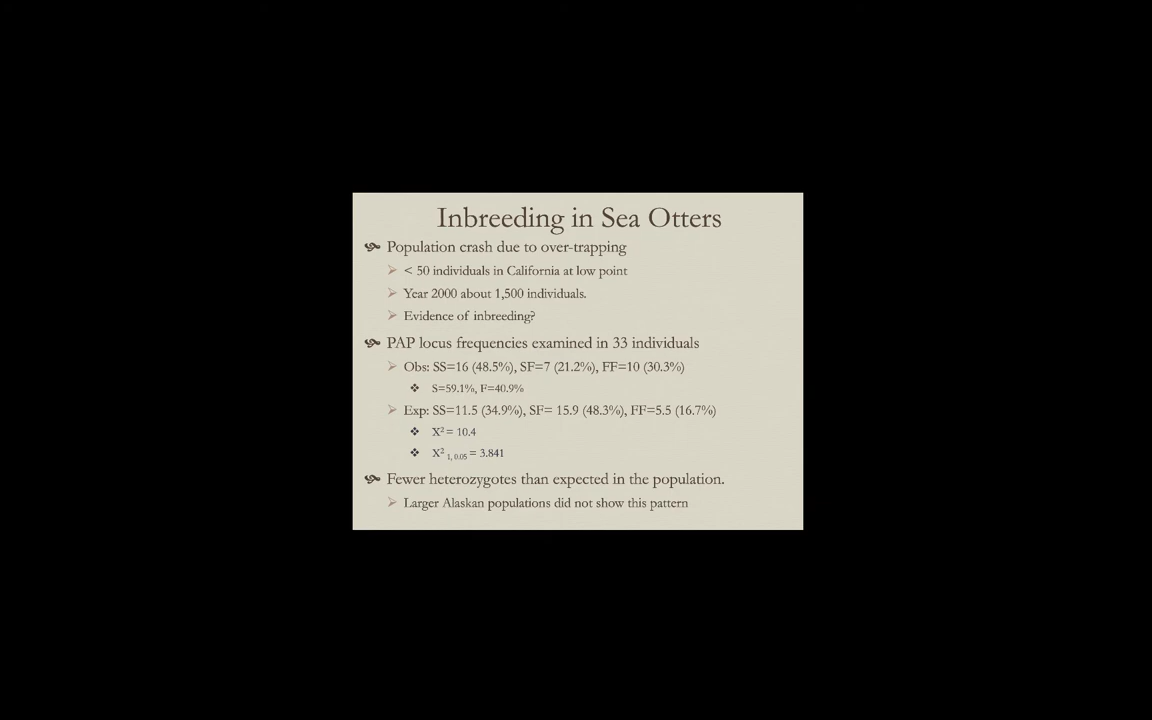 Inbreeding in Sea Otters
Population crash due to over-trapping
< 50 individuals in California at low point
Year 2000 about 1,500 individuals.
Evidence of inbreeding?
PAP locus frequencies examined in 33 individuals
Obs: SS=16 (48.5%), SF=7 (21.2%), FF=10 (30.3%)
S=59.1%, F=40.9%
Exp: SS=11.5 (34.9%), SF= 15.9 (48.3%), FF=5.5 (16.7%)
X² = 10.4
X² 1, 0.05 = 3.841
Fewer heterozygotes than expected in the population.
Larger Alaskan populations did not show this pattern